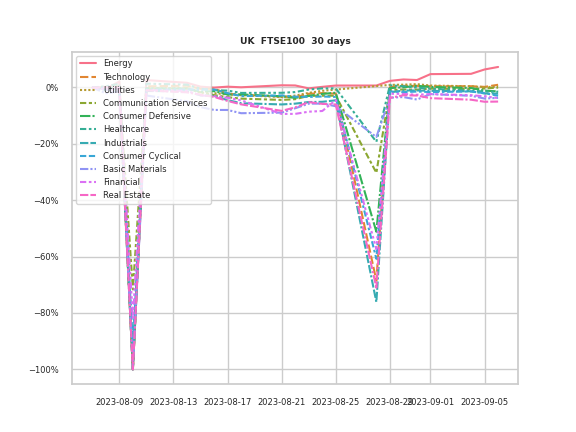 UK FTSE100 30 days
Energy
Technology
Utilities
Communication Services
Consumer Defensive
Healthcare
Industrials
Consumer Cyclical
Basic Materials
Financial
Real Estate
0%
−20%
−40%
−60%
−80%
−100%
2023-08-09 2023-08-13 2023-08-17 2023-08-21 2023-08-25 2023-08-29 2023-09-01 2023-09-05